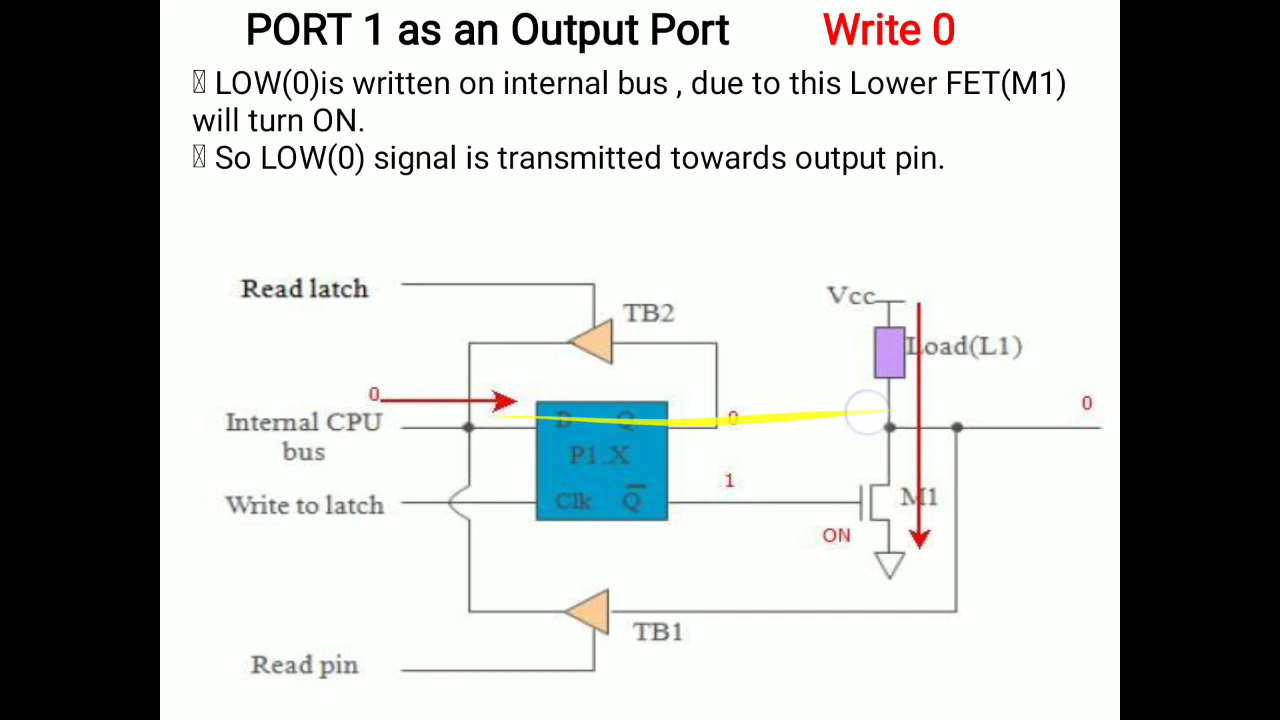 PORT 1 as an Output Port Write 0
LOW(0)is written on internal bus , due to this Lower FET(M1)
will turn ON.
So LOW(0) signal is transmitted towards output pin.
Read latch
TB2
Vcc
Load(L1)
0
0
Internal CPU
bus
D Q
0
P1.X
1
Write to latch
Clk Q̅
M1
ON
TB1
Read pin